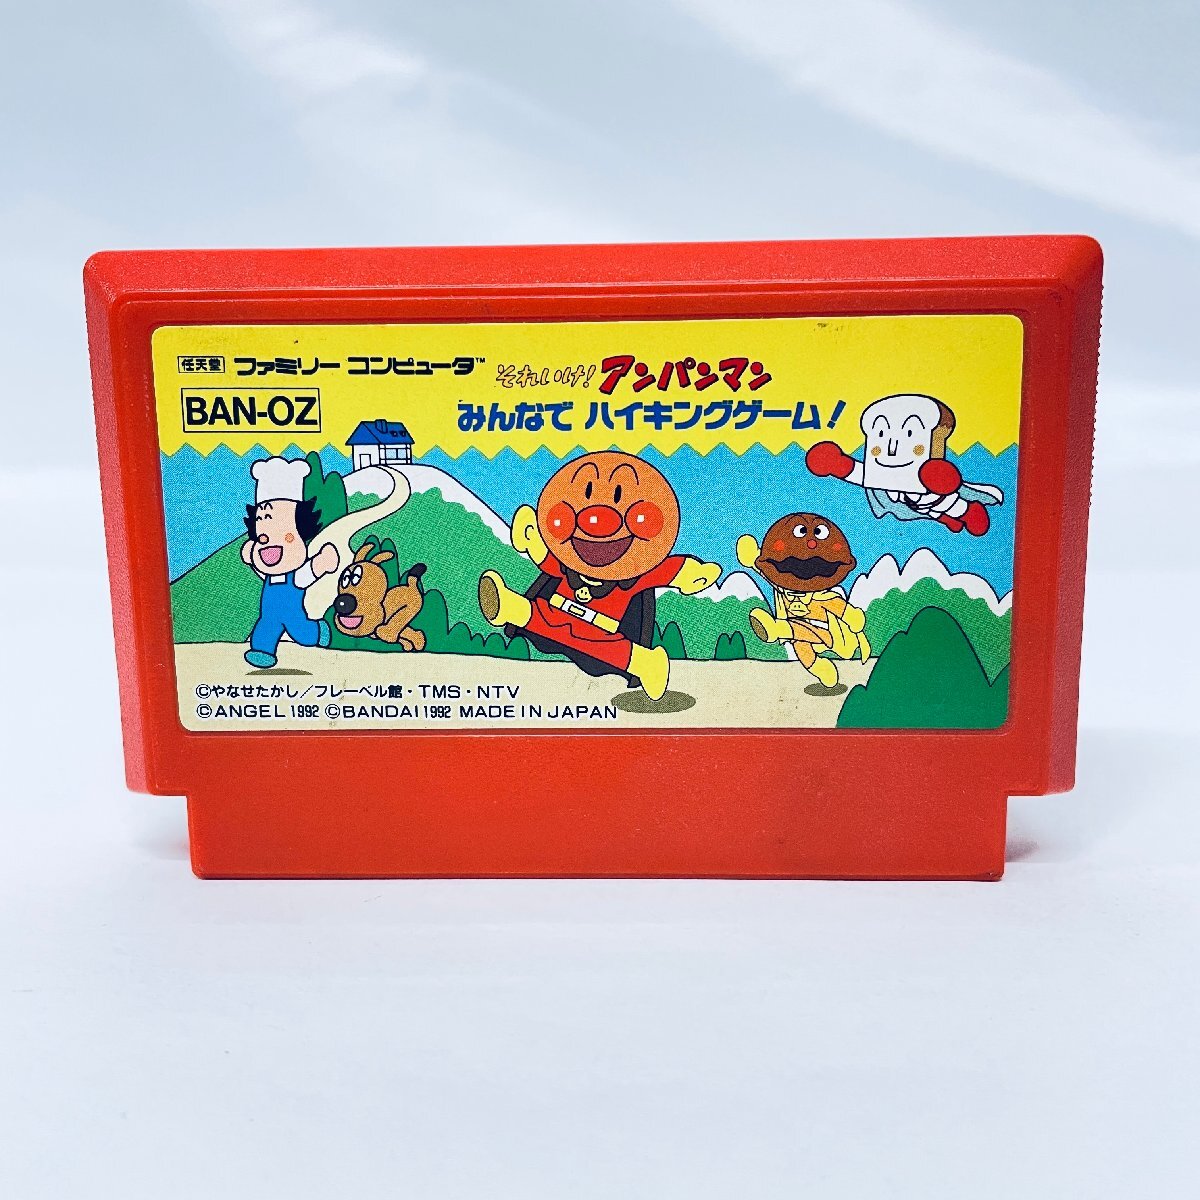 任天堂 ファミリー コンピュータ™
BAN-OZ
それいけ! アンパンマン
みんなで ハイキングゲーム!
©やなせたかし/フレーベル館・TMS・NTV
©ANGEL 1992 ©BANDAI 1992 MADE IN JAPAN